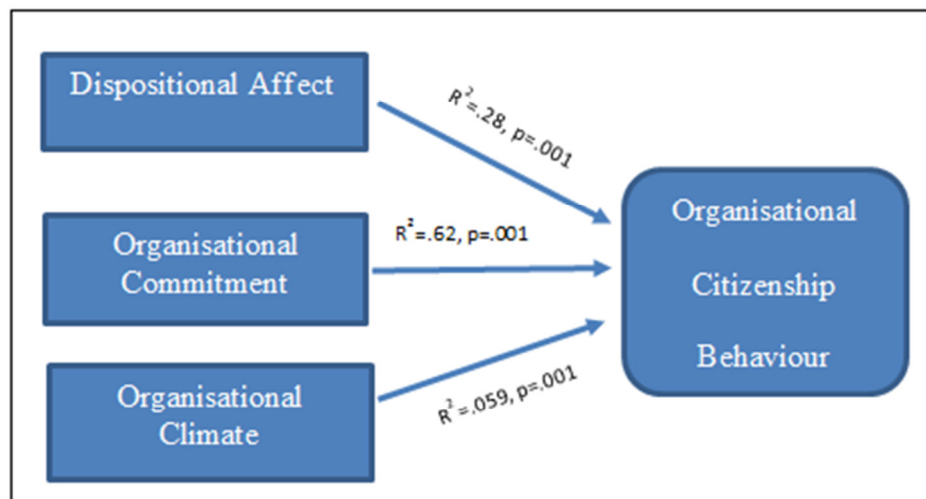 Dispositional Affect
R²=.28, p=.001
Organisational
Commitment
R²=.62, p=.001
Organisational
Climate
R²=.059, p=.001
Organisational
Citizenship
Behaviour